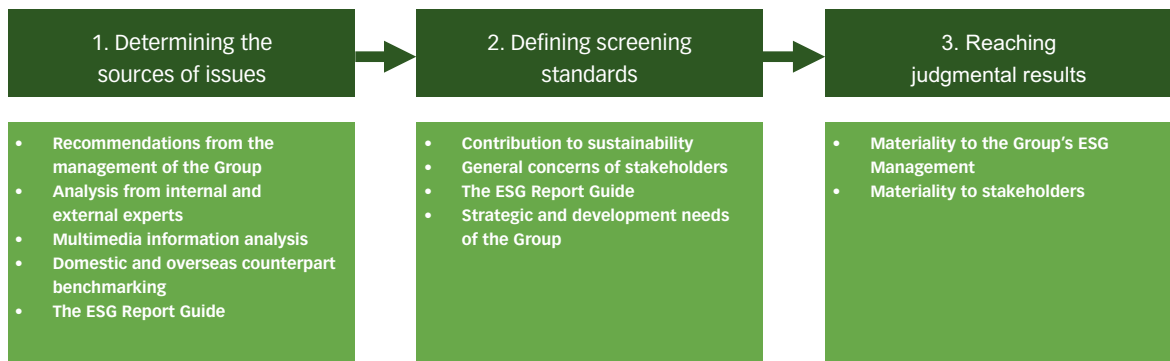 1. Determining the
sources of issues
• Recommendations from the
management of the Group
• Analysis from internal and
external experts
• Multimedia information analysis
• Domestic and overseas counterpart
benchmarking
• The ESG Report Guide
2. Defining screening
standards
• Contribution to sustainability
• General concerns of stakeholders
• The ESG Report Guide
• Strategic and development needs
of the Group
3. Reaching
judgmental results
• Materiality to the Group’s ESG
Management
• Materiality to stakeholders